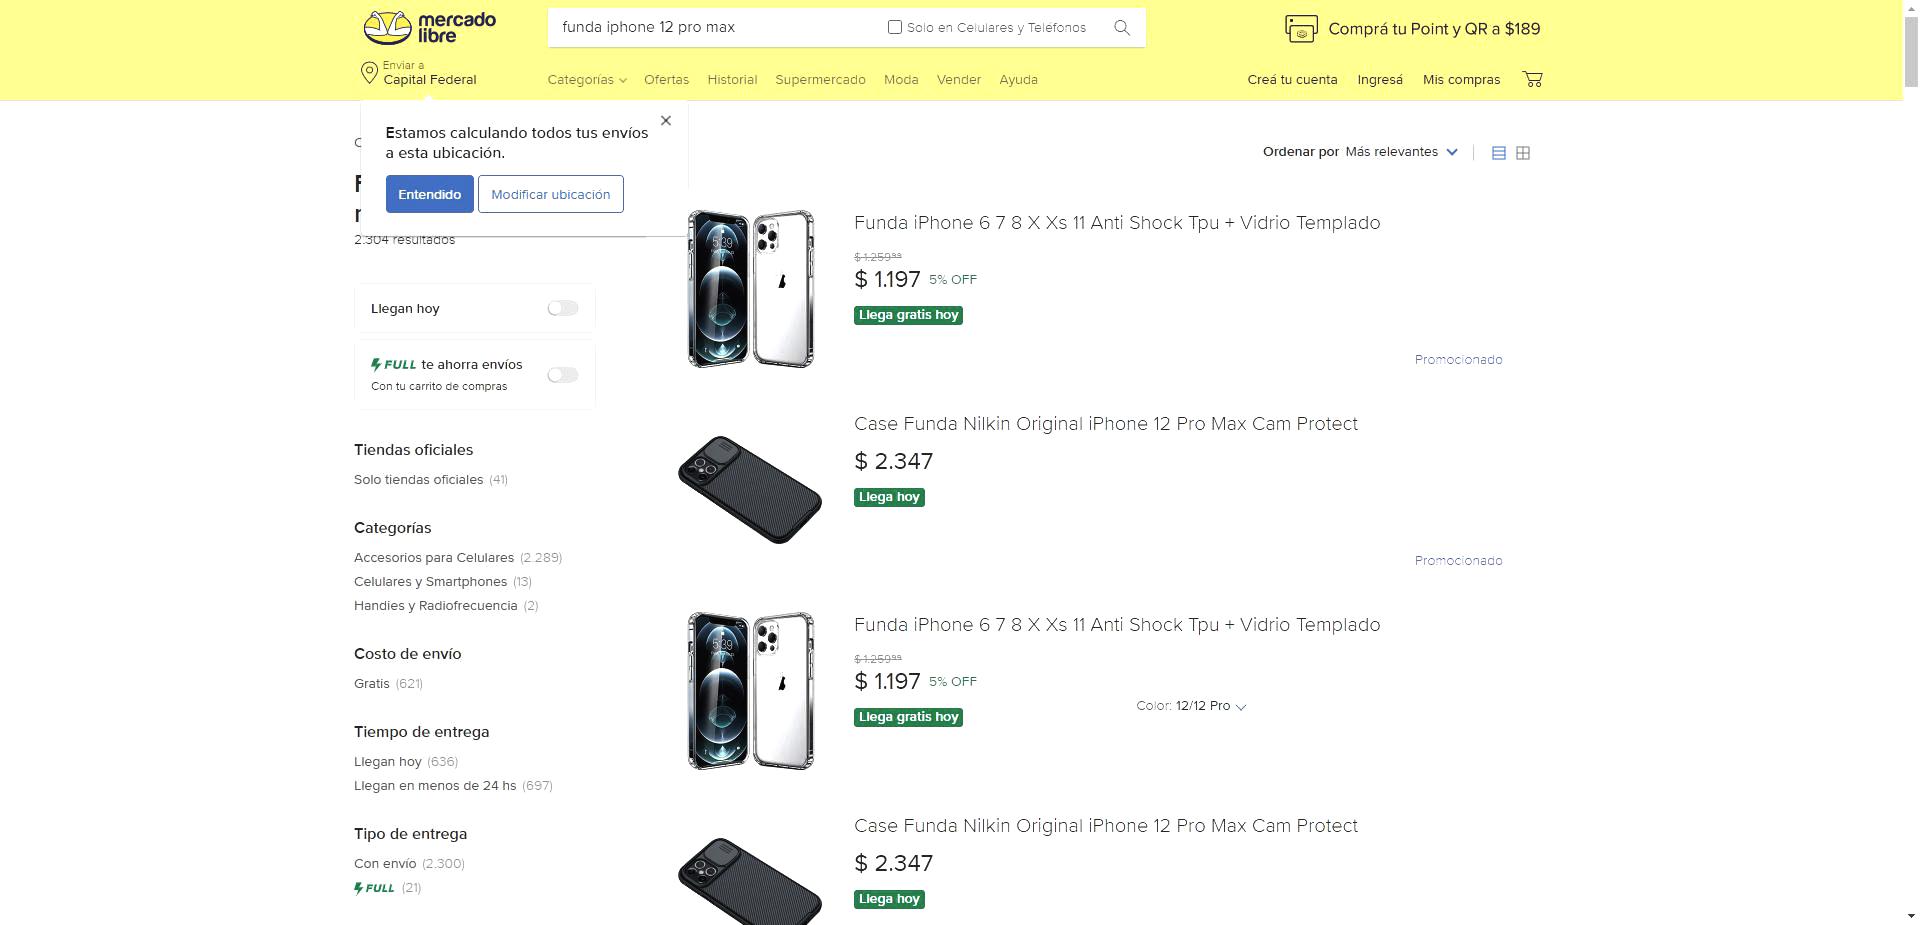 mercado
libre
funda iphone 12 pro max
Solo en Celulares y Teléfonos
Comprá tu Point y QR a $189
Enviar a
Capital Federal
Categorías
Ofertas
Historial
Supermercado
Moda
Vender
Ayuda
Creá tu cuenta
Ingresá
Mis compras
Estamos calculando todos tus envíos
a esta ubicación.
Entendido
Modificar ubicación
Ordenar por Más relevantes
2.304 resultados
Llegan hoy
FULL te ahorra envíos
Con tu carrito de compras
Tiendas oficiales
Solo tiendas oficiales (41)
Categorías
Accesorios para Celulares (2.289)
Celulares y Smartphones (13)
Handies y Radiofrecuencia (2)
Costo de envío
Gratis (621)
Tiempo de entrega
Llegan hoy (636)
Llegan en menos de 24 hs (697)
Tipo de entrega
Con envío (2.300)
FULL (21)
Funda iPhone 6 7 8 X Xs 11 Anti Shock Tpu + Vidrio Templado
$ 1.259⁹⁹
$ 1.197 5% OFF
Llega gratis hoy
Promocionado
5:39
Case Funda Nilkin Original iPhone 12 Pro Max Cam Protect
$ 2.347
Llega hoy
Promocionado
Funda iPhone 6 7 8 X Xs 11 Anti Shock Tpu + Vidrio Templado
$ 1.259⁹⁹
$ 1.197 5% OFF
Llega gratis hoy
Color: 12/12 Pro
5:39
Case Funda Nilkin Original iPhone 12 Pro Max Cam Protect
$ 2.347
Llega hoy